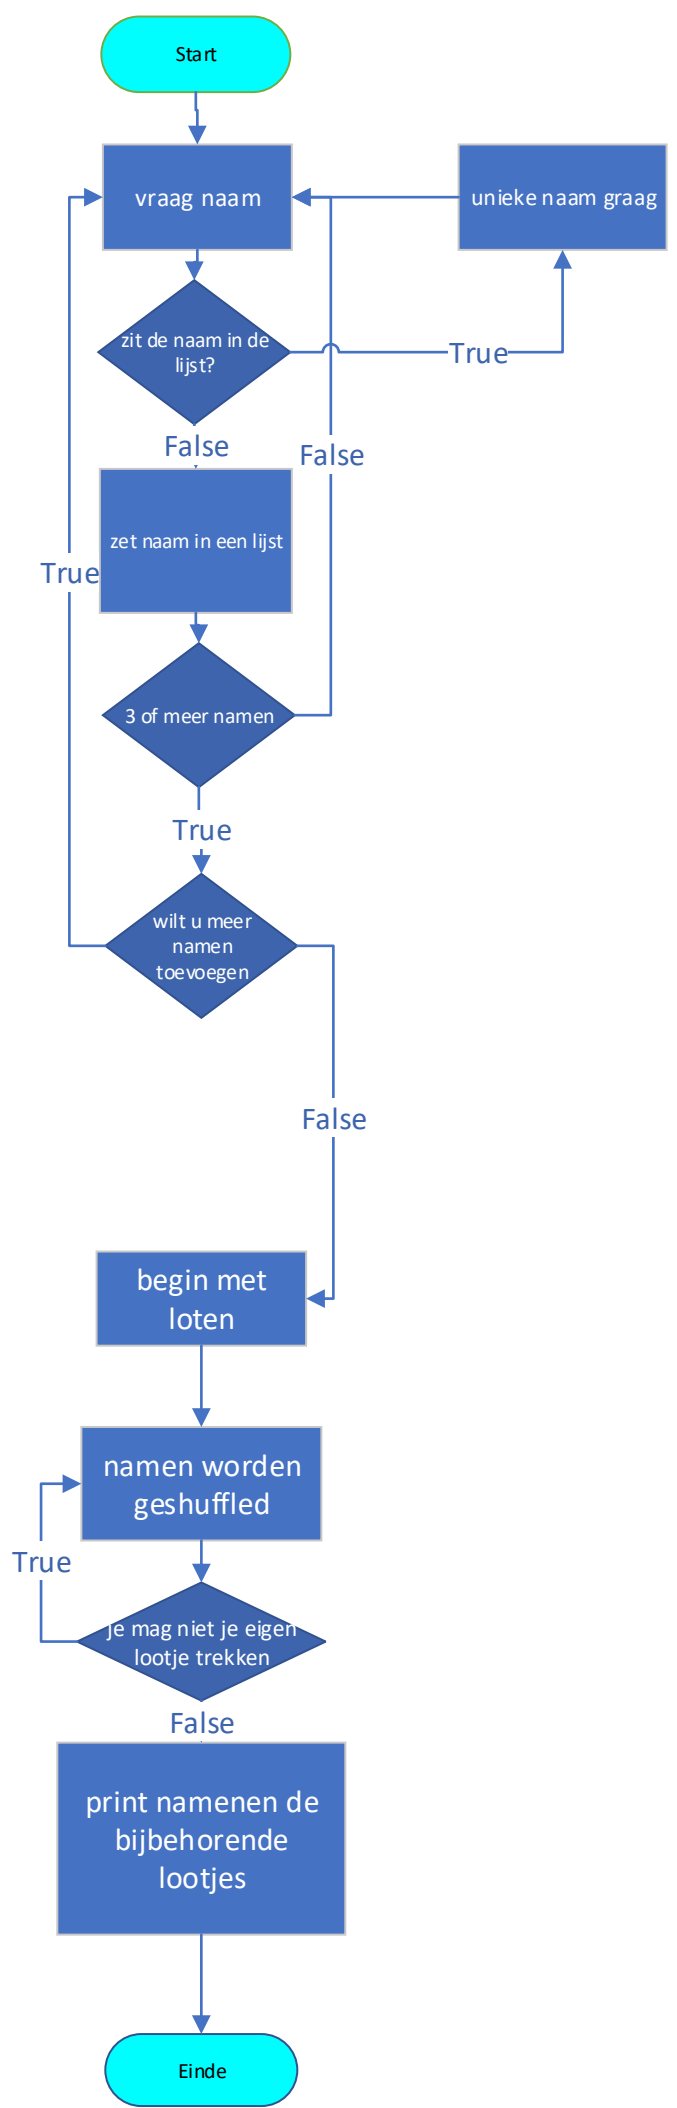 Start
vraag naam
unieke naam graag
zit de naam in de
lijst?
True
False
False
zet naam in een lijst
True
3 of meer namen
True
wilt u meer
namen
toevoegen
False
begin met
loten
namen worden
geshuffled
True
je mag niet je eigen
lootje trekken
False
print namenen de
bijbehorende
lootjes
Einde